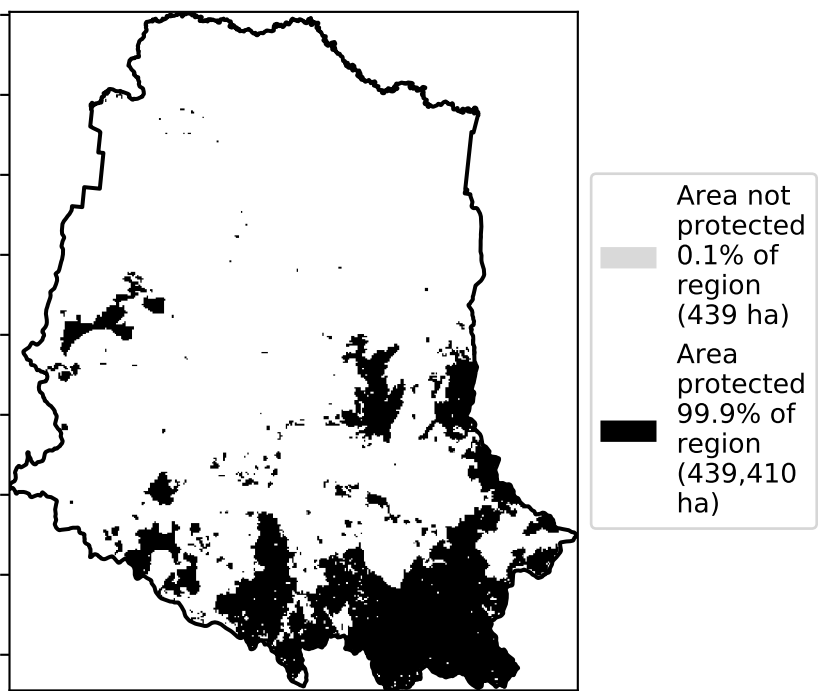 Area not
protected
0.1% of
region
(439 ha)
Area
protected
99.9% of
region
(439,410
ha)